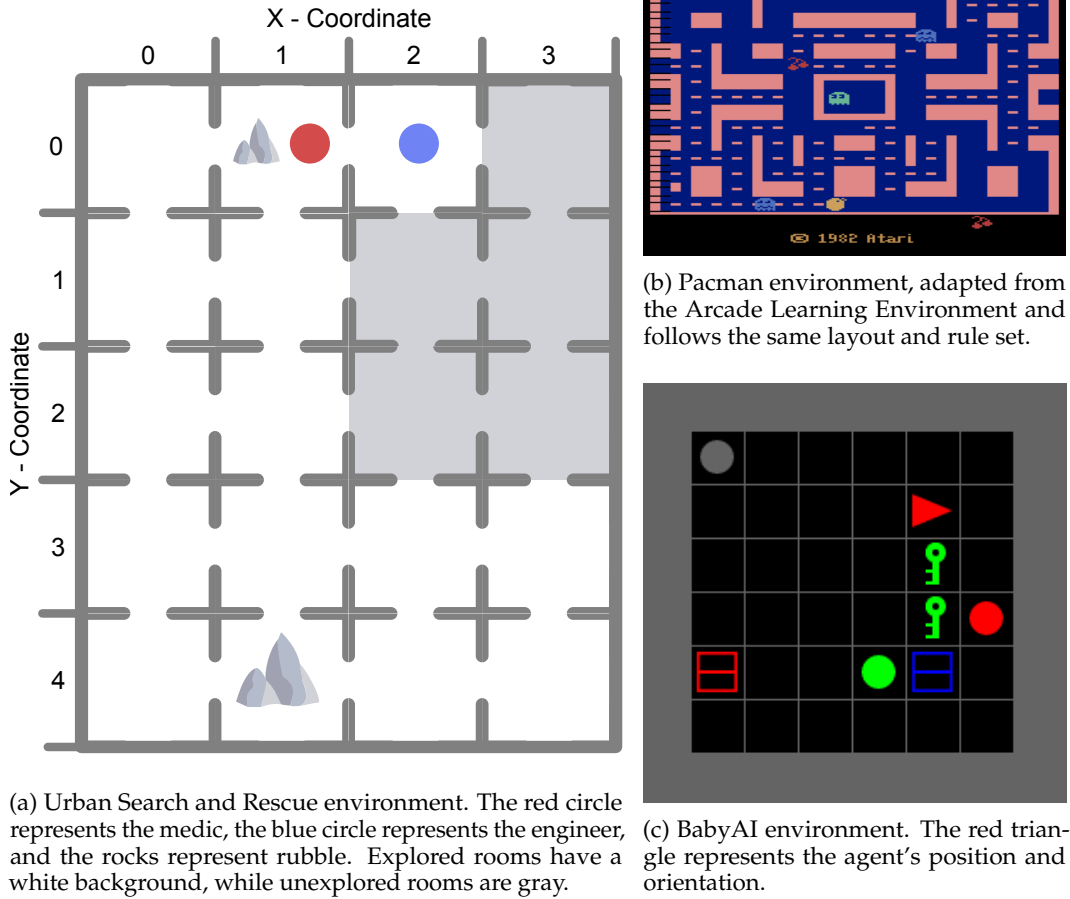 X - Coordinate
0 1 2 3
0
1
2
3
4
Y - Coordinate
(a) Urban Search and Rescue environment. The red circle
represents the medic, the blue circle represents the engineer,
and the rocks represent rubble. Explored rooms have a
white background, while unexplored rooms are gray.
© 1982 Atari
(b) Pacman environment, adapted from
the Arcade Learning Environment and
follows the same layout and rule set.
(c) BabyAI environment. The red trian-
gle represents the agent's position and
orientation.